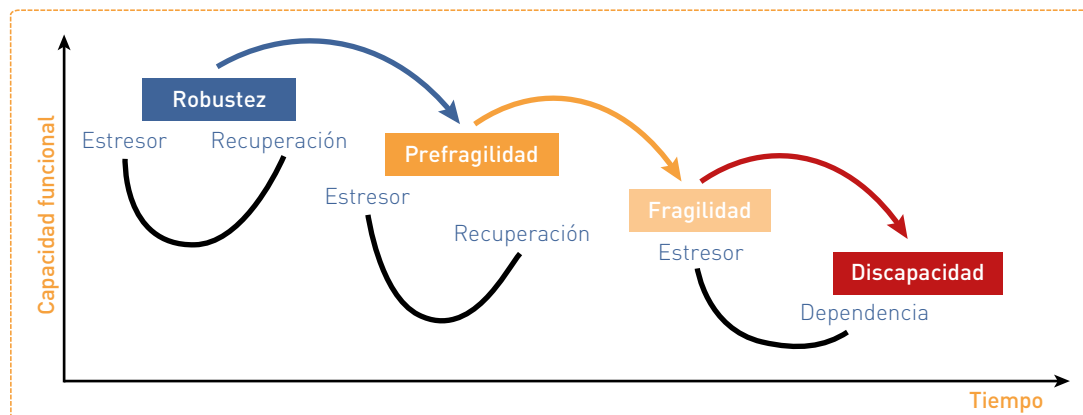 Capacidad funcional
Robustez
Estresor
Recuperación
Prefragilidad
Estresor
Recuperación
Fragilidad
Estresor
Discapacidad
Dependencia
Tiempo